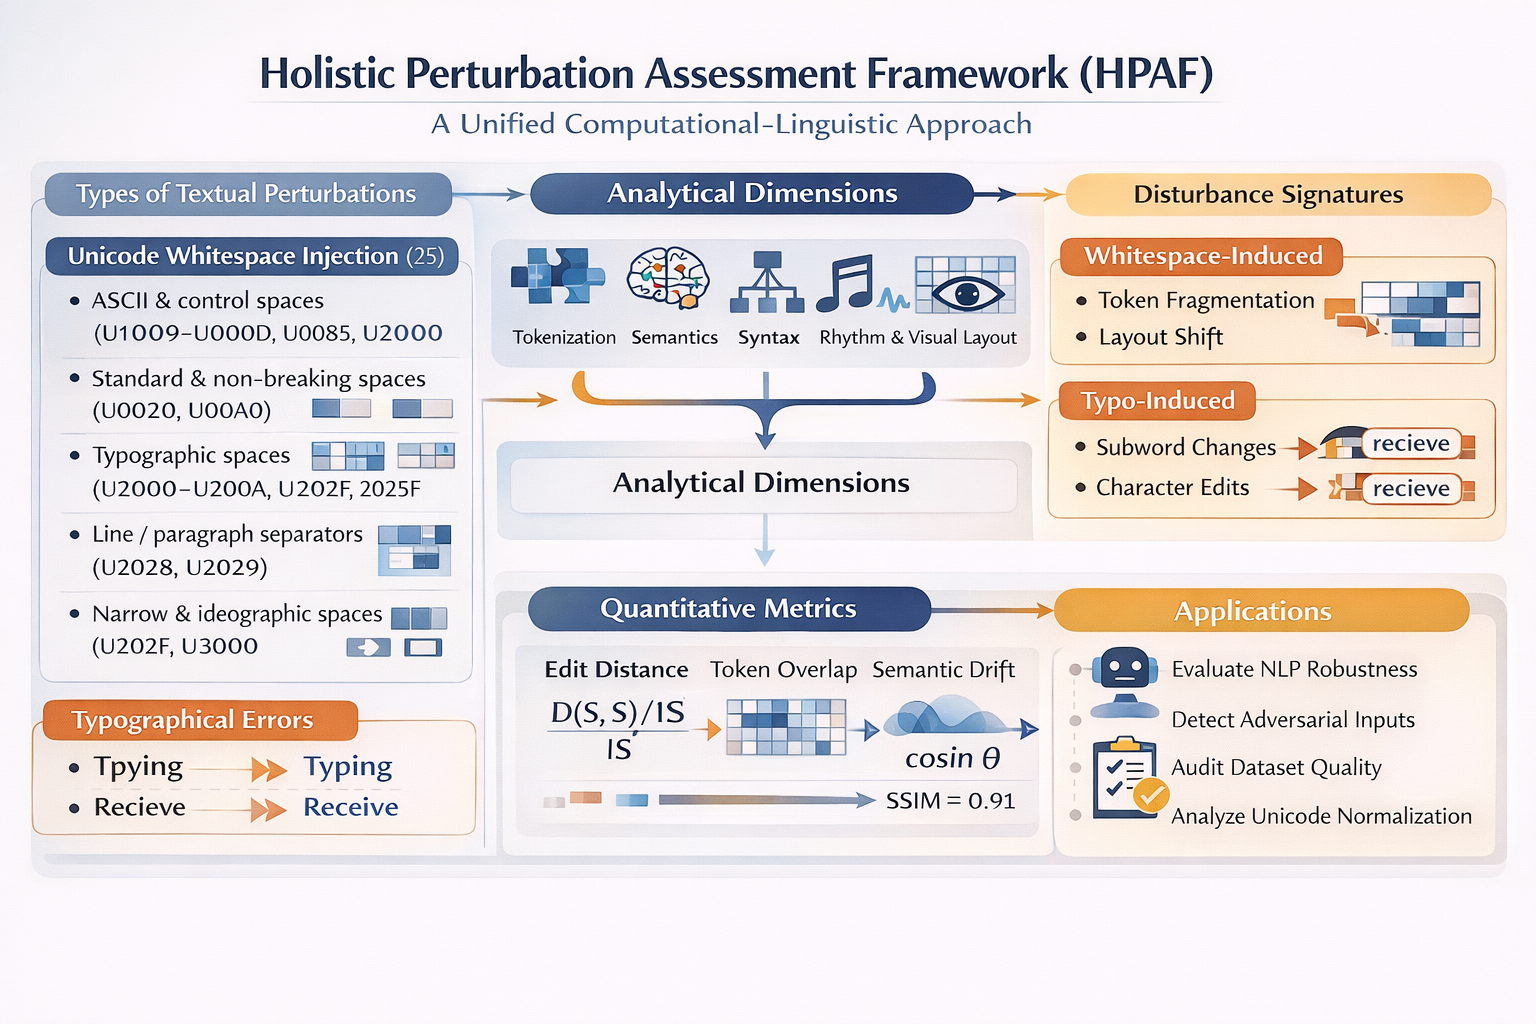 Holistic Perturbation Assessment Framework (HPAF)
A Unified Computational-Linguistic Approach
Types of Textual Perturbations
Unicode Whitespace Injection (25)
• ASCII & control spaces
(U1009–U000D, U0085, U2000
• Standard & non-breaking spaces
(U0020, U00A0)
• Typographic spaces
(U2000–U200A, U202F, 2025F
• Line / paragraph separators
(U2028, U2029)
• Narrow & ideographic spaces
(U202F, U3000
Typographical Errors
• Tpying Typing
• Recieve Receive
Analytical Dimensions
Tokenization Semantics Syntax Rhythm & Visual Layout
Analytical Dimensions
Quantitative Metrics
Edit Distance Token Overlap Semantic Drift
D(S, S)/IS
IS'
cosin θ
SSIM = 0.91
Disturbance Signatures
Whitespace-Induced
• Token Fragmentation
• Layout Shift
Typo-Induced
• Subword Changes recieve
• Character Edits recieve
Applications
Evaluate NLP Robustness
Detect Adversarial Inputs
Audit Dataset Quality
Analyze Unicode Normalization